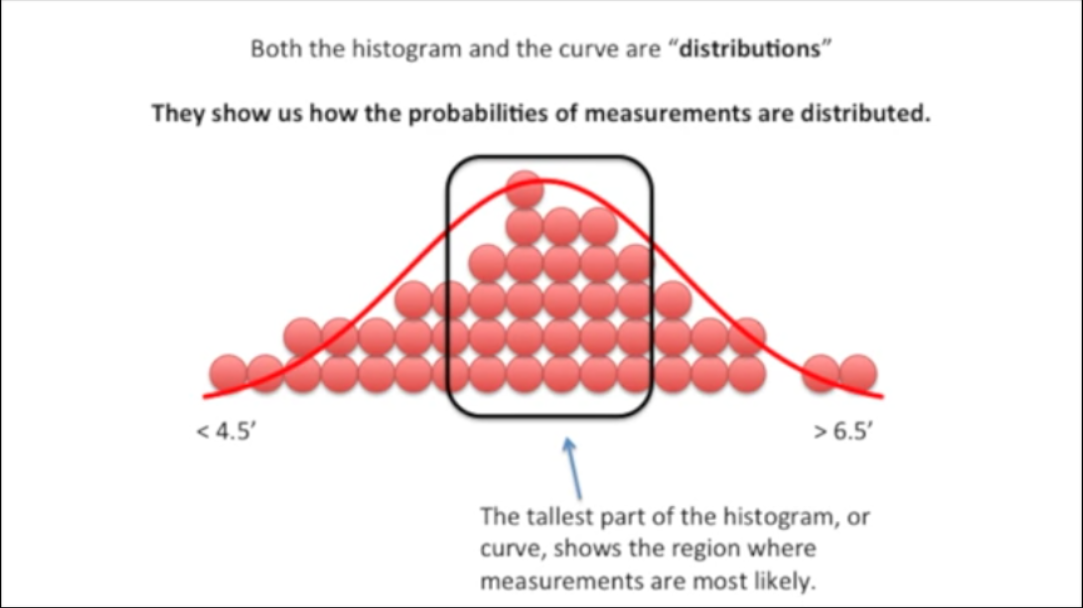 Both the histogram and the curve are “distributions”
They show us how the probabilities of measurements are distributed.
< 4.5′
> 6.5′
The tallest part of the histogram, or
curve, shows the region where
measurements are most likely.